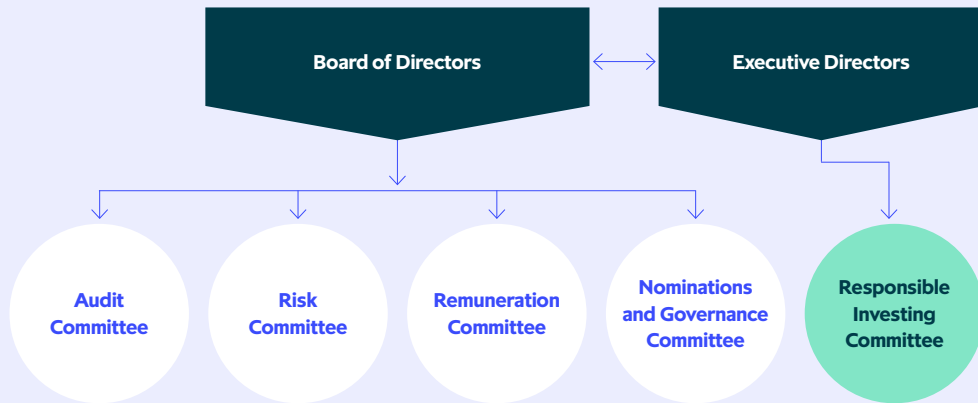 Board of Directors
Executive Directors
Audit
Committee
Risk
Committee
Remuneration
Committee
Nominations
and Governance
Committee
Responsible
Investing
Committee